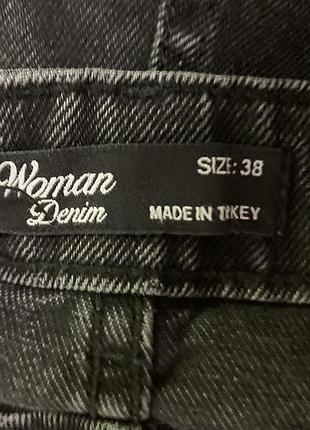 Woman
Denim
SIZE: 38
MADE IN TIKEY